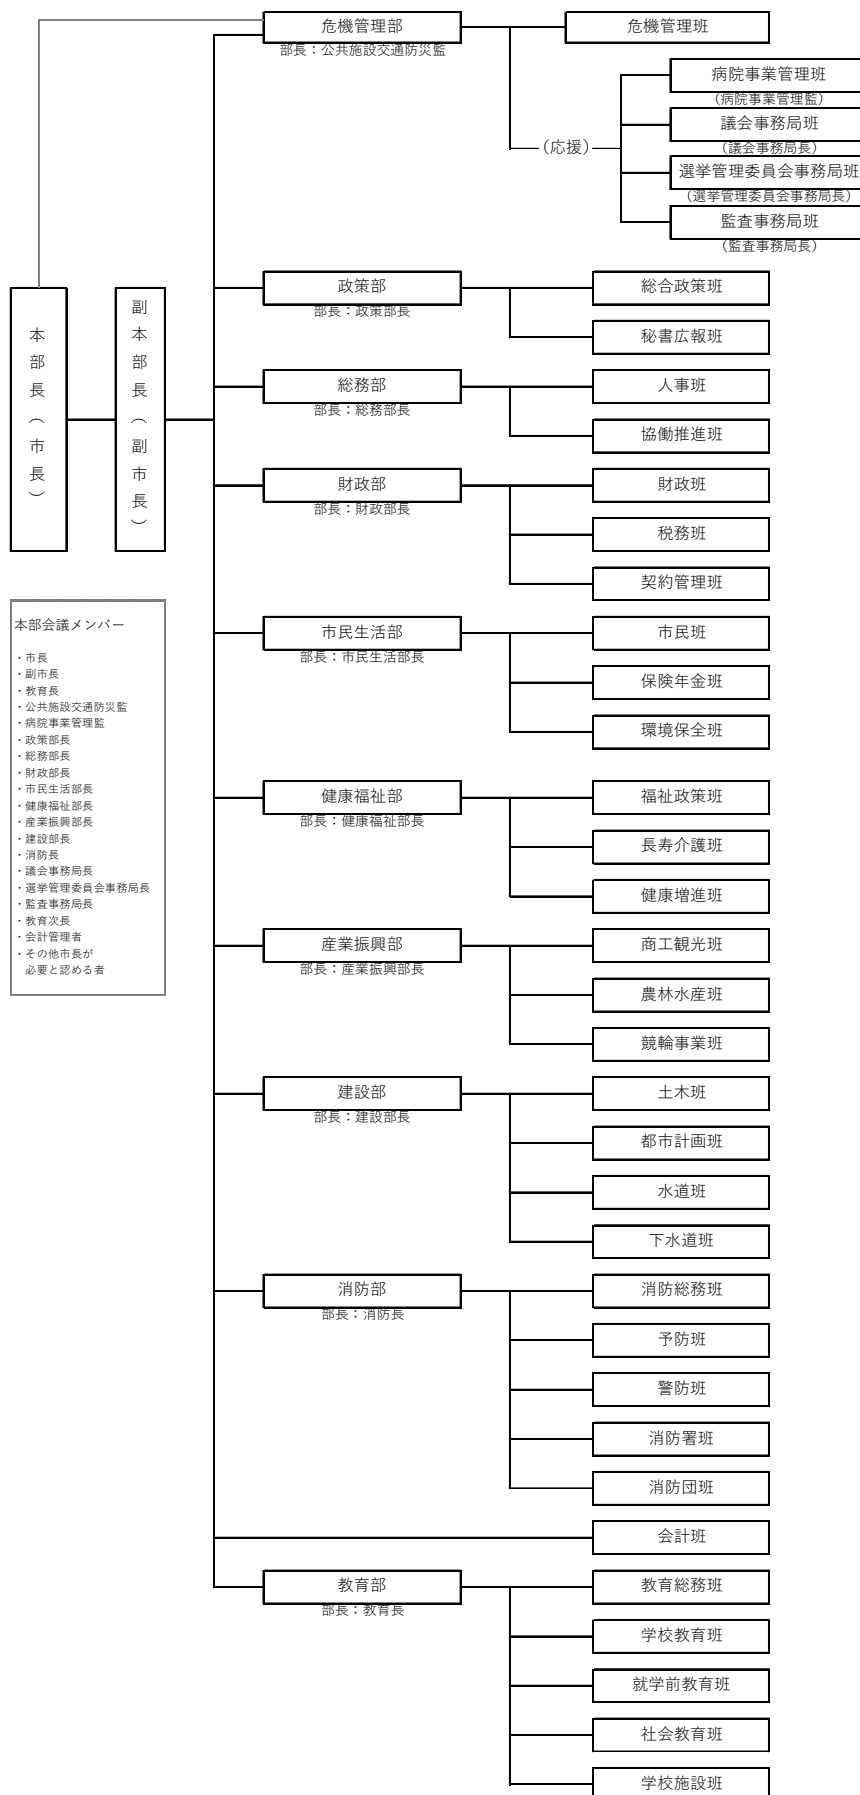 危機管理部
部長：公共施設交通防災監
危機管理班
（応援）
病院事業管理班
（病院事業管理監）
議会事務局班
（議会事務局長）
選挙管理委員会事務局班
（選挙管理委員会事務局長）
監査事務局班
（監査事務局長）
本部長（市長）
副本部長（副市長）
政策部
部長：政策部長
総合政策班
秘書広報班
総務部
部長：総務部長
人事班
協働推進班
財政部
部長：財政部長
財政班
税務班
契約管理班
本部会議メンバー
・市長
・副市長
・教育長
・公共施設交通防災監
・病院事業管理監
・政策部長
・総務部長
・財政部長
・市民生活部長
・健康福祉部長
・産業振興部長
・建設部長
・消防長
・議会事務局長
・選挙管理委員会事務局長
・監査事務局長
・教育次長
・会計管理者
・その他市長が
必要と認める者
市民生活部
部長：市民生活部長
市民班
保険年金班
環境保全班
健康福祉部
部長：健康福祉部長
福祉政策班
長寿介護班
健康増進班
産業振興部
部長：産業振興部長
商工観光班
農林水産班
競輪事業班
建設部
部長：建設部長
土木班
都市計画班
水道班
下水道班
消防部
部長：消防長
消防総務班
予防班
警防班
消防署班
消防団班
会計班
教育部
部長：教育長
教育総務班
学校教育班
就学前教育班
社会教育班
学校施設班